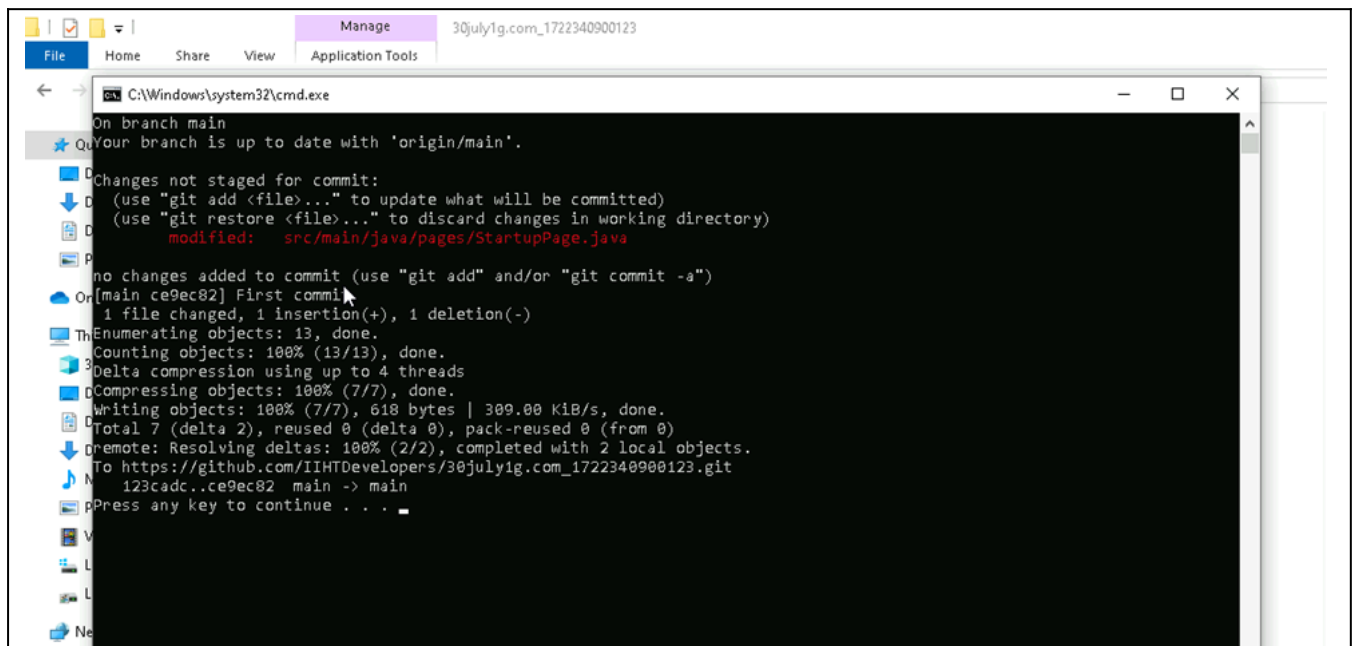 Manage
30july1g.com_1722340900123
File Home Share View Application Tools
C:\Windows\system32\cmd.exe
On branch main
Your branch is up to date with 'origin/main'.
Changes not staged for commit:
(use "git add <file>..." to update what will be committed)
(use "git restore <file>..." to discard changes in working directory)
modified: src/main/java/pages/StartupPage.java
no changes added to commit (use "git add" and/or "git commit -a")
[main ce9ec82] First commit
1 file changed, 1 insertion(+), 1 deletion(-)
Enumerating objects: 13, done.
Counting objects: 100% (13/13), done.
Delta compression using up to 4 threads
Compressing objects: 100% (7/7), done.
Writing objects: 100% (7/7), 618 bytes | 309.00 KiB/s, done.
Total 7 (delta 2), reused 0 (delta 0), pack-reused 0 (from 0)
remote: Resolving deltas: 100% (2/2), completed with 2 local objects.
To https://github.com/IIHTDevelopers/30july1g.com_1722340900123.git
123cadc..ce9ec82 main -> main
Press any key to continue . . .